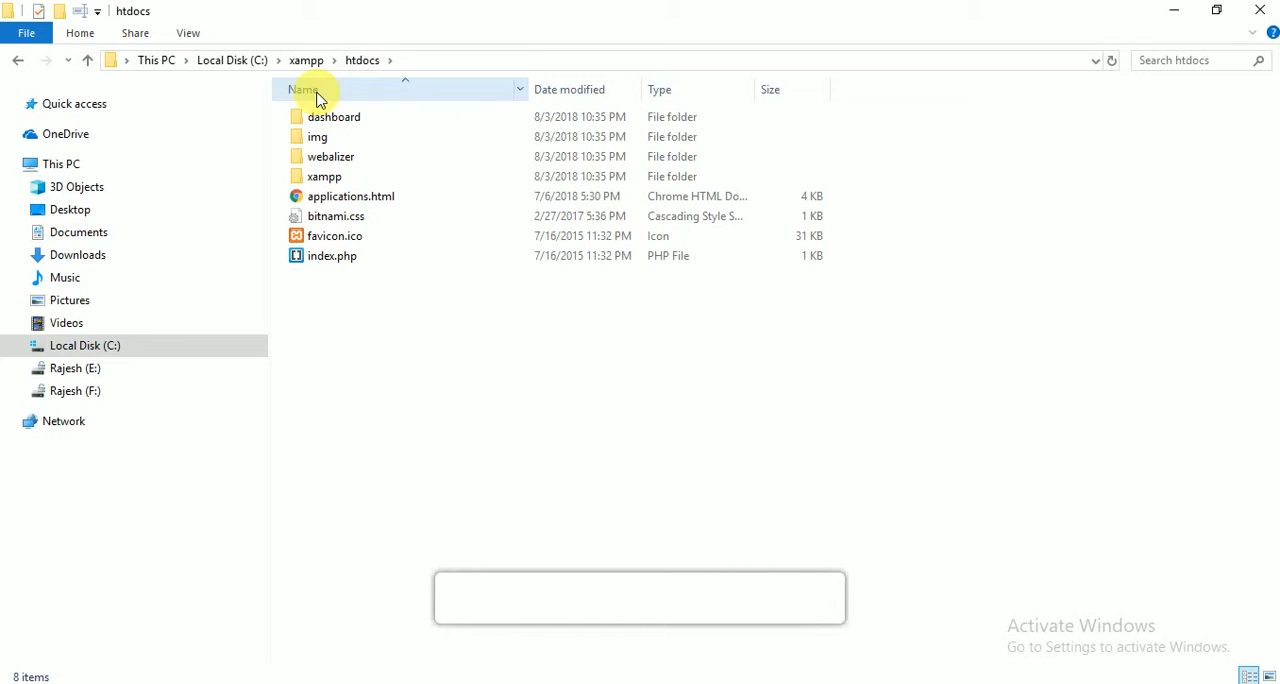 htdocs
File Home Share View
This PC Local Disk (C:) xampp htdocs Search htdocs
Name Date modified Type Size
Quick access
OneDrive
This PC
3D Objects
Desktop
Documents
Downloads
Music
Pictures
Videos
Local Disk (C:)
Rajesh (E:)
Rajesh (F:)
Network
dashboard 8/3/2018 10:35 PM File folder
img 8/3/2018 10:35 PM File folder
webalizer 8/3/2018 10:35 PM File folder
xampp 8/3/2018 10:35 PM File folder
applications.html 7/6/2018 5:30 PM Chrome HTML Do... 4 KB
bitnami.css 2/27/2017 5:36 PM Cascading Style S... 1 KB
favicon.ico 7/16/2015 11:32 PM Icon 31 KB
index.php 7/16/2015 11:32 PM PHP File 1 KB
Activate Windows
Go to Settings to activate Windows.
8 items